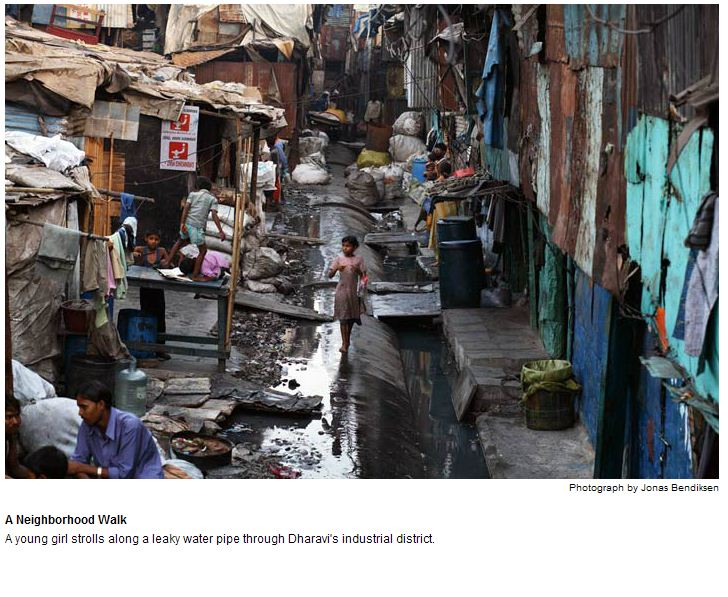 Photograph by Jonas Bendiksen
A Neighborhood Walk
A young girl strolls along a leaky water pipe through Dharavi's industrial district.